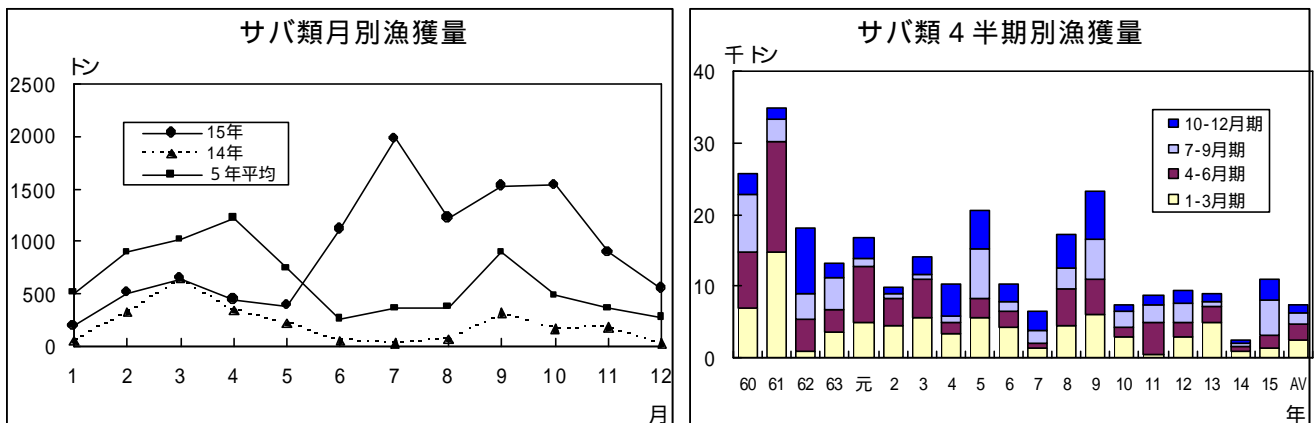 サバ類月別漁獲量
トン
2500
2000
1500
1000
500
0
15年
14年
5年平均
1 2 3 4 5 6 7 8 9 10 11 12
月
サバ類4半期別漁獲量
千トン
40
30
20
10
0
10-12月期
7-9月期
4-6月期
1-3月期
60 61 62 63 元 2 3 4 5 6 7 8 9 10 11 12 13 14 15 AV
年